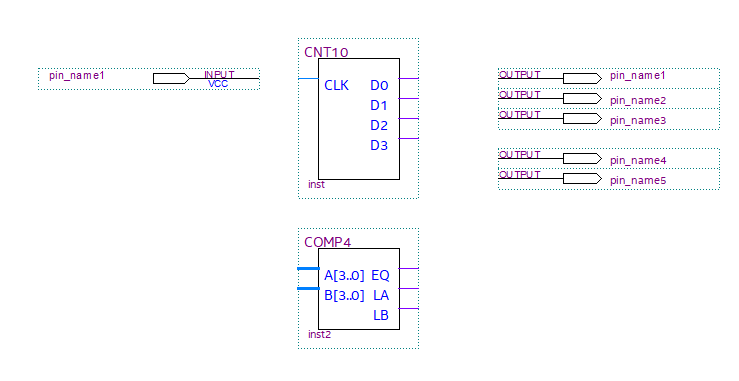 pin_name1
INPUT
VCC
CNT10
CLK D0
D1
D2
D3
inst
OUTPUT pin_name1
OUTPUT pin_name2
OUTPUT pin_name3
OUTPUT pin_name4
OUTPUT pin_name5
COMP4
A[3..0] EQ
B[3..0] LA
LB
inst2